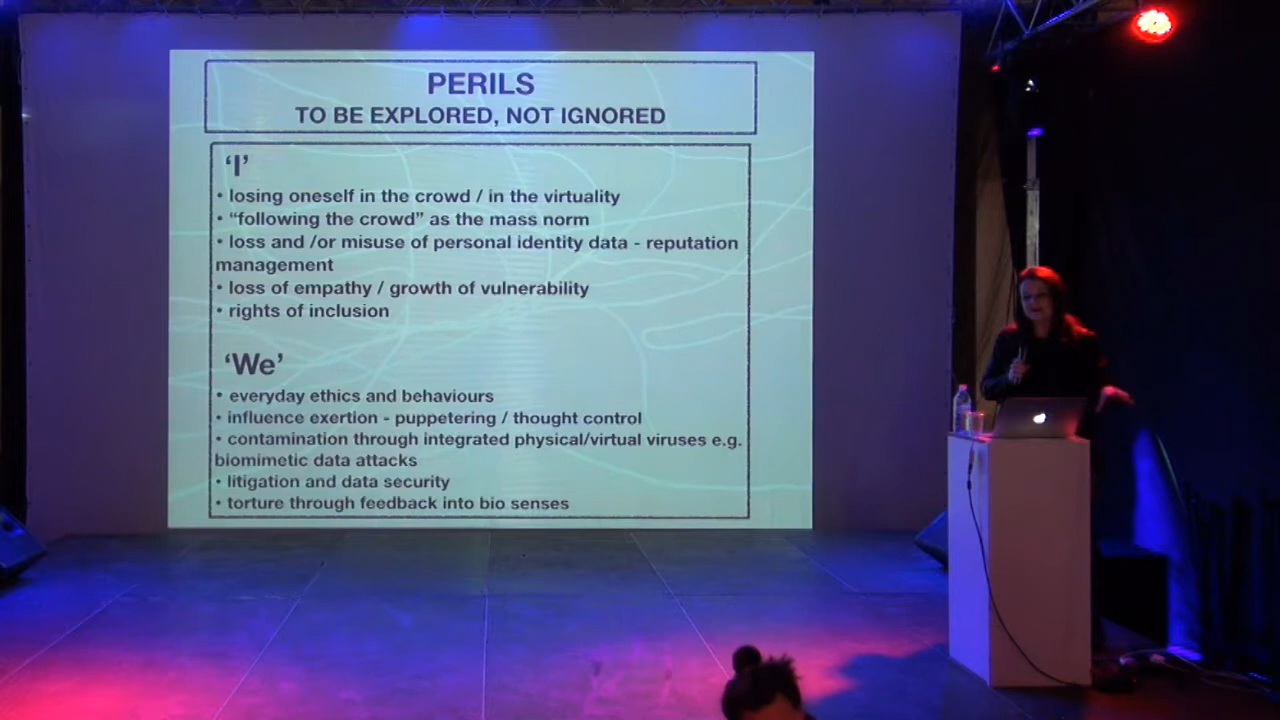 PERILS
TO BE EXPLORED, NOT IGNORED
‘I’
• losing oneself in the crowd / in the virtuality
• “following the crowd” as the mass norm
• loss and /or misuse of personal identity data - reputation
management
• loss of empathy / growth of vulnerability
• rights of inclusion
‘We’
• everyday ethics and behaviours
• influence exertion - puppetering / thought control
• contamination through integrated physical/virtual viruses e.g.
biomimetic data attacks
• litigation and data security
• torture through feedback into bio senses